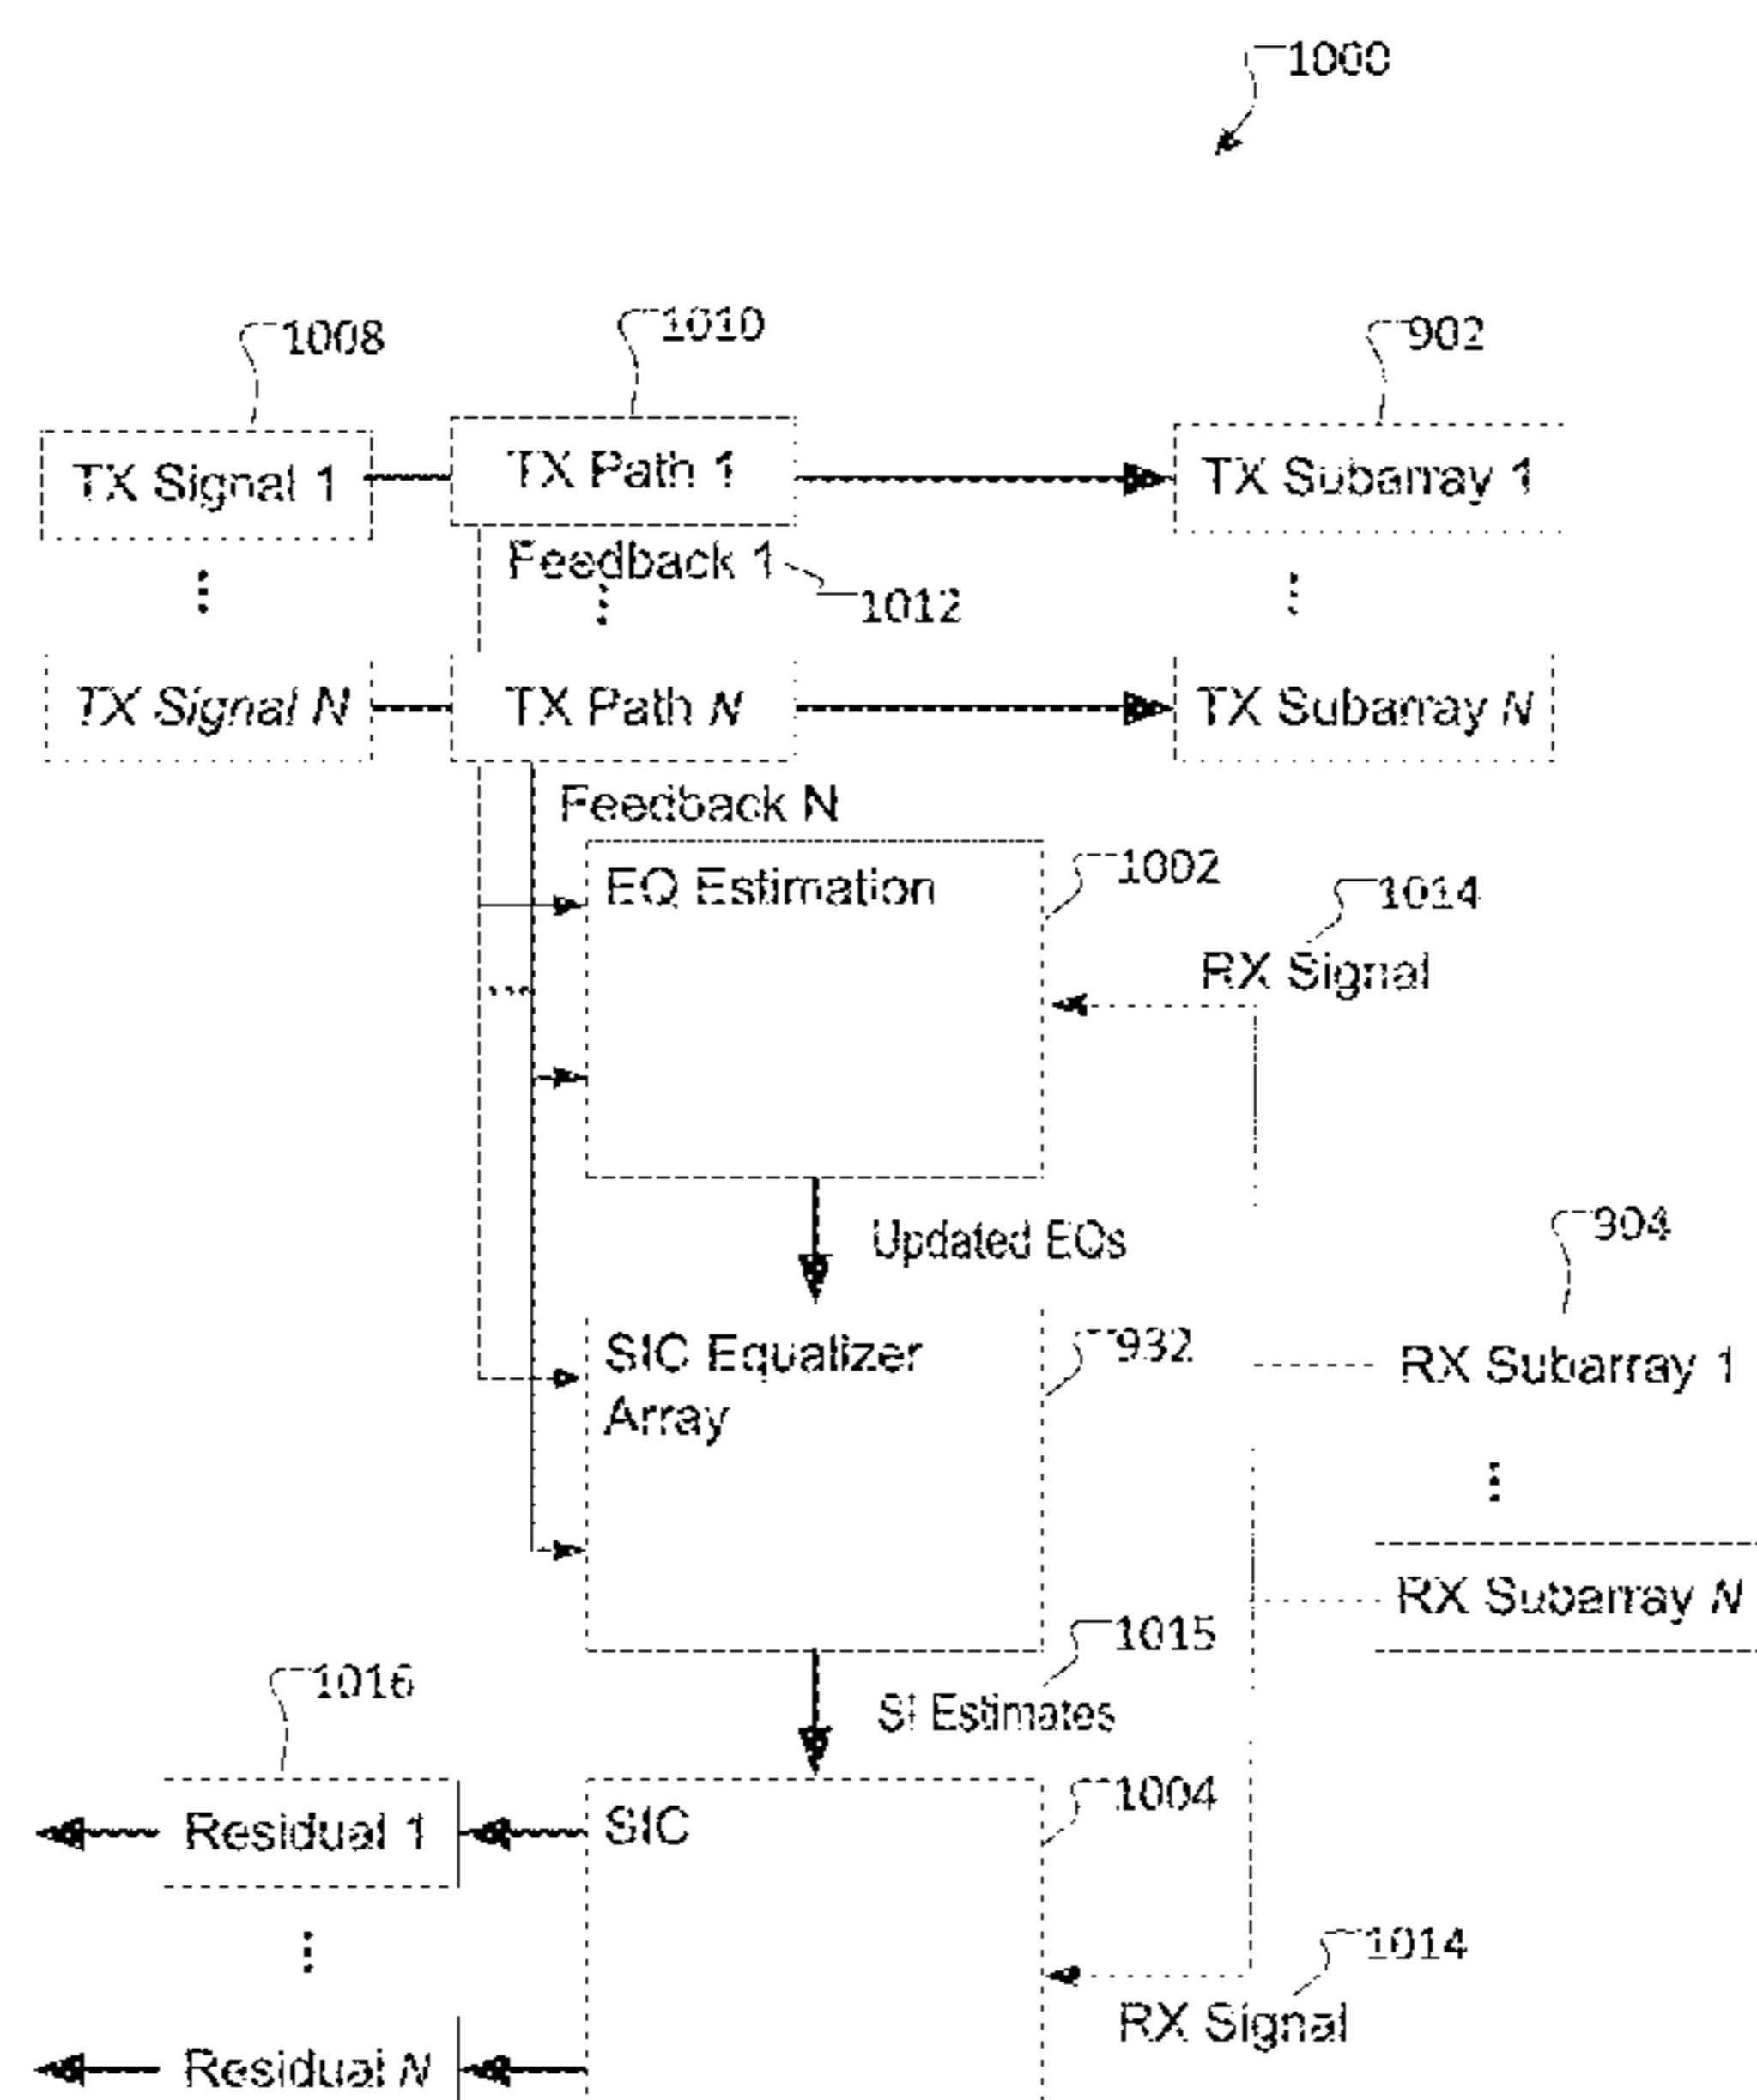 1000
1008
1010
902
TX Signal 1
TX Path 1
TX Subarray 1
Feedback 1
1012
TX Signal N
TX Path N
TX Subarray N
Feedback N
EQ Estimation
1002
1014
RX Signal
Updated EQs
904
SIC Equalizer
Array
932
RX Subarray 1
RX Subarray N
1015
1016
SI Estimates
1004
Residual 1
SIC
1014
RX Signal
Residual N